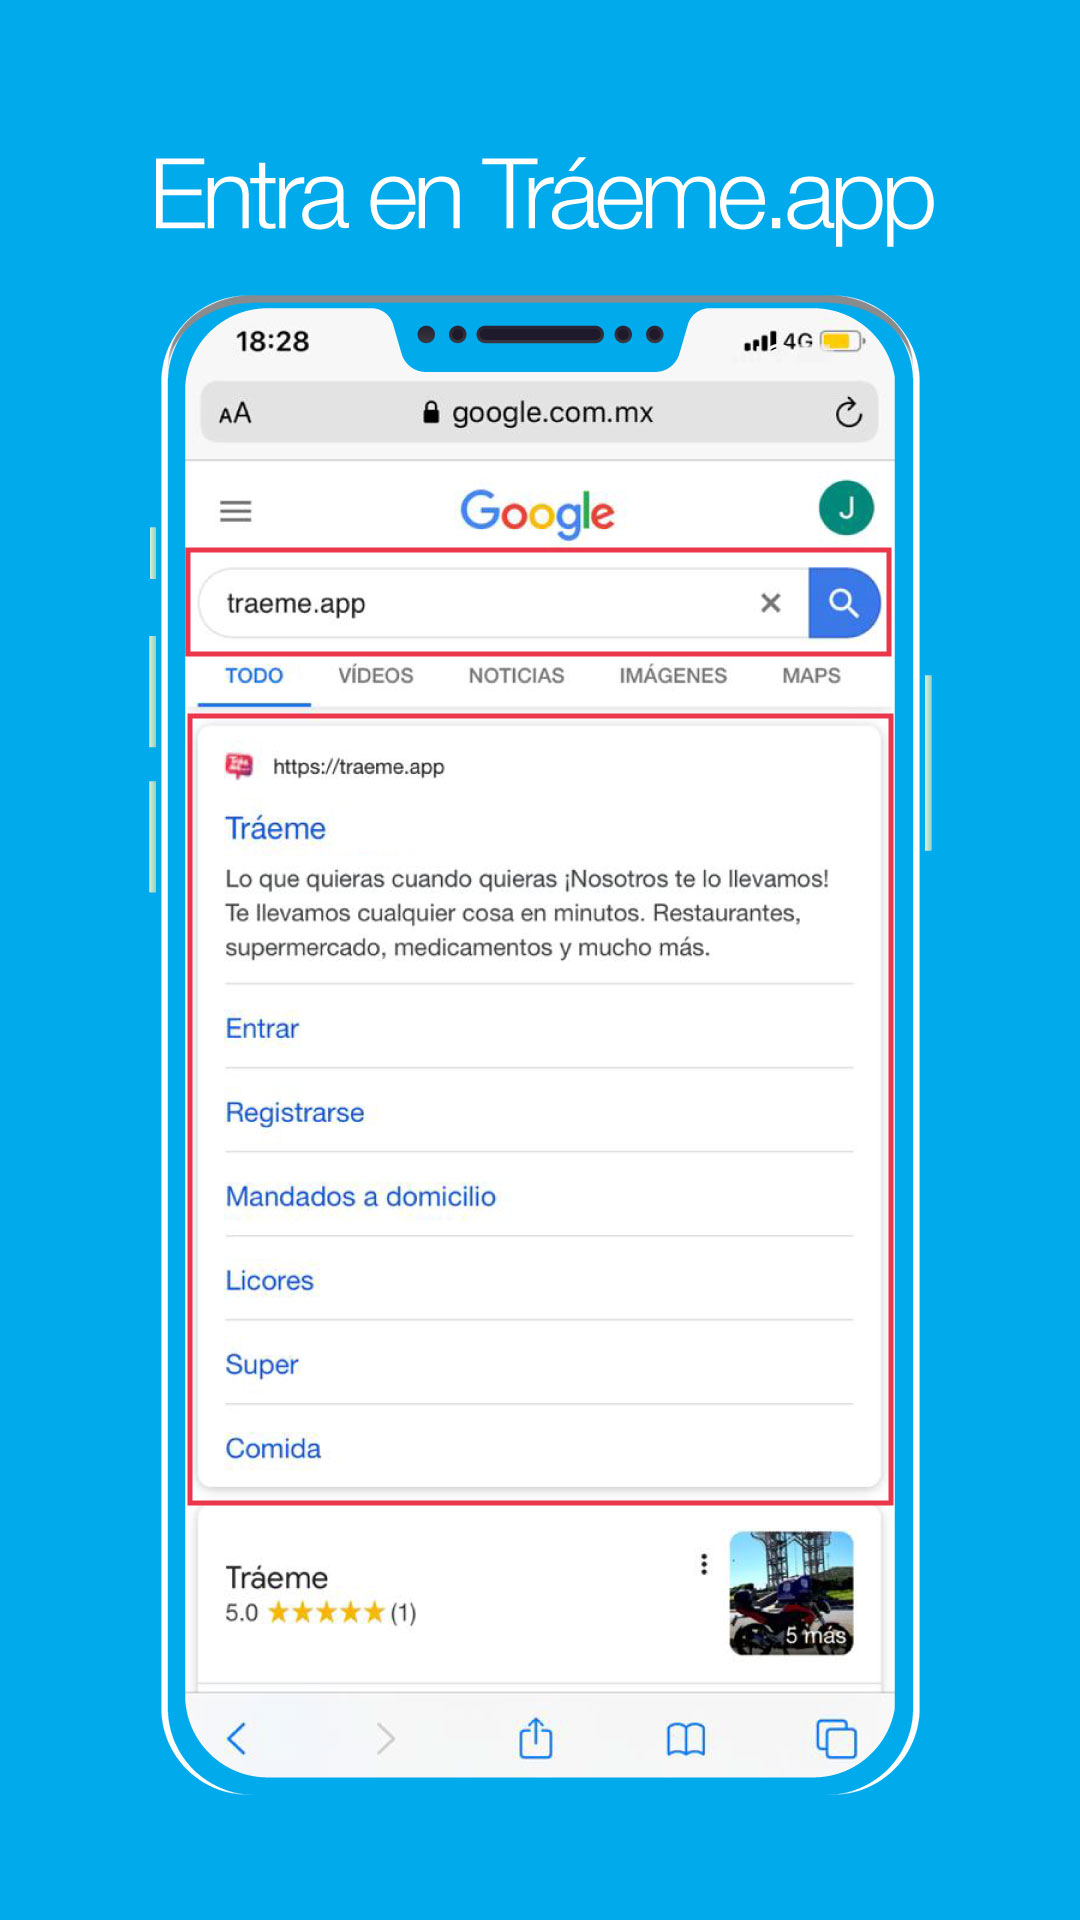 Entra en Tráeme.app
18:28
4G
AA
google.com.mx
Google
J
traeme.app
TODO VÍDEOS NOTICIAS IMÁGENES MAPS
https://traeme.app
Tráeme
Lo que quieras cuando quieras ¡Nosotros te lo llevamos!
Te llevamos cualquier cosa en minutos. Restaurantes,
supermercado, medicamentos y mucho más.
Entrar
Registrarse
Mandados a domicilio
Licores
Super
Comida
Tráeme
5.0 ★★★★★ (1)
5 más